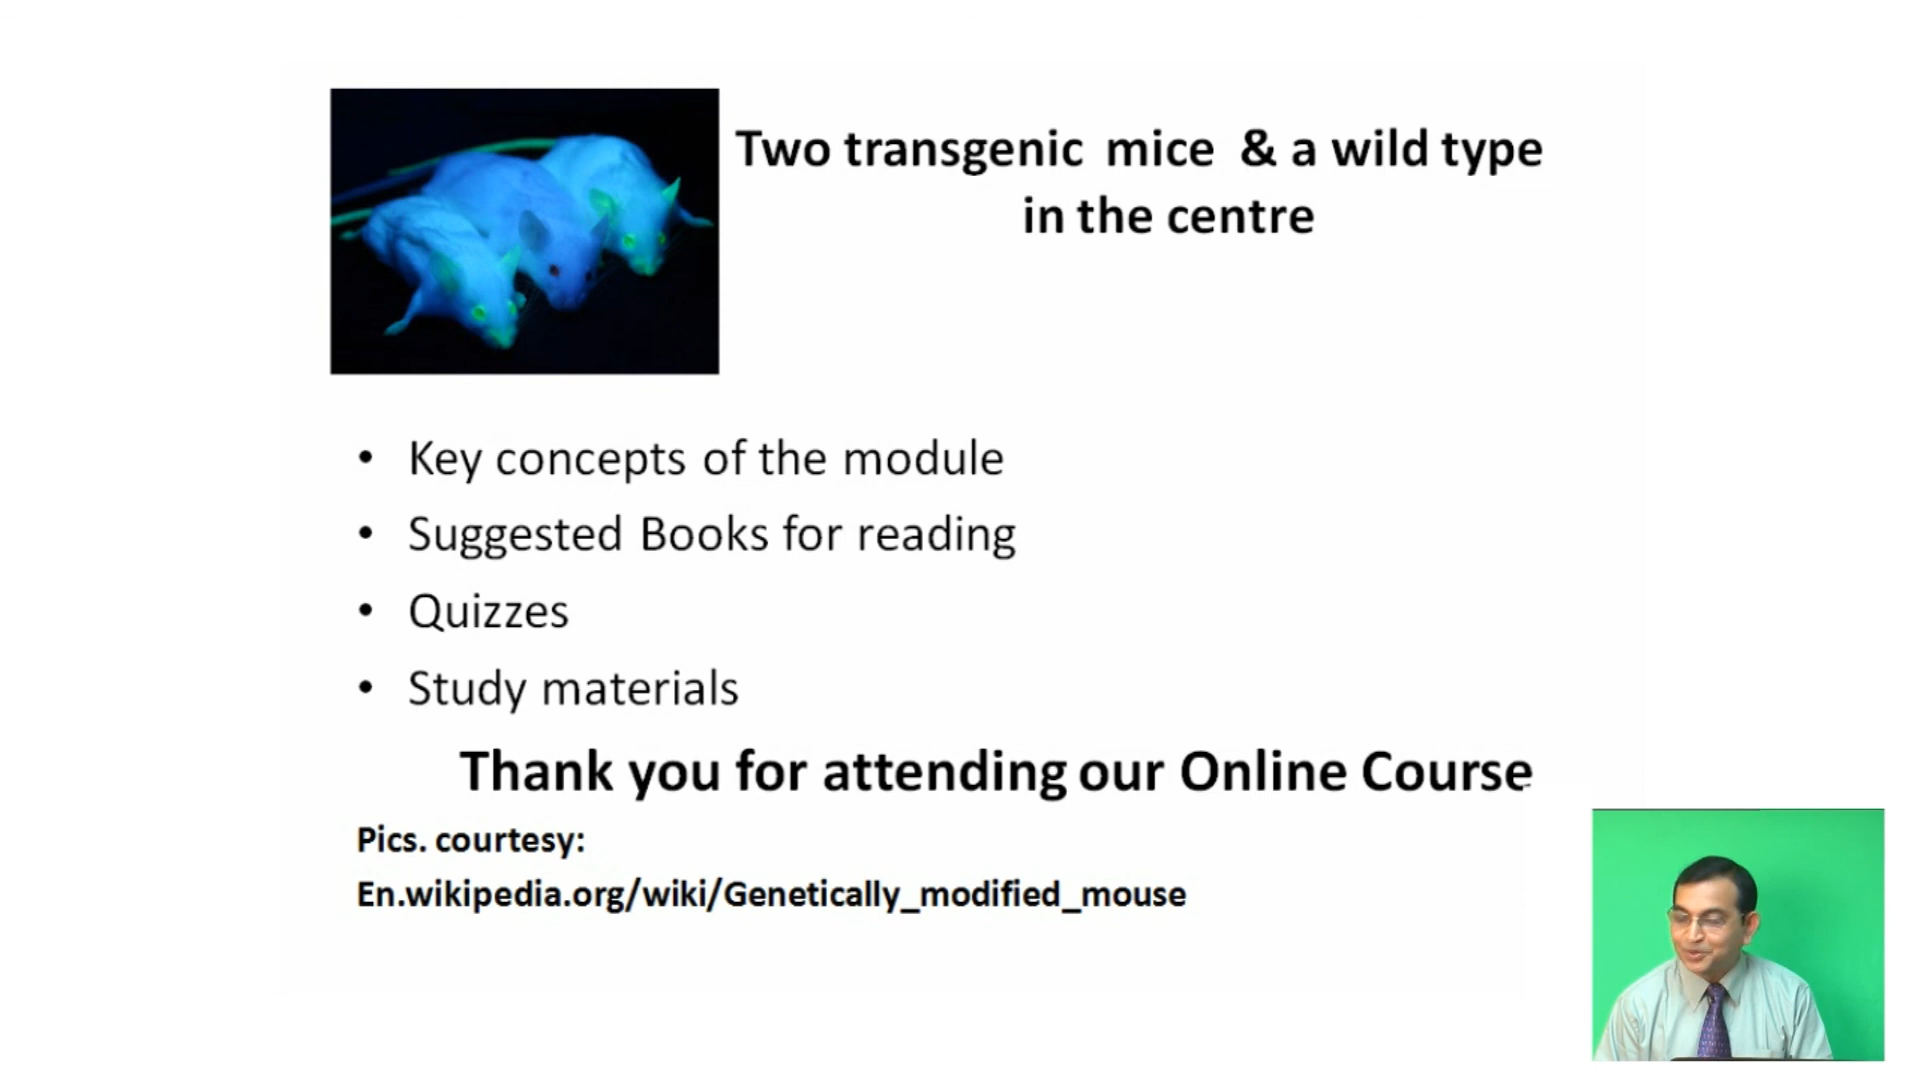 Two transgenic mice & a wild type
in the centre
• Key concepts of the module
• Suggested Books for reading
• Quizzes
• Study materials
Thank you for attending our Online Course
Pics. courtesy:
En.wikipedia.org/wiki/Genetically_modified_mouse